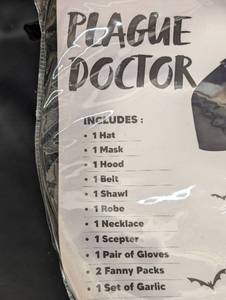 PLAGUE
DOCTOR
INCLUDES :
• 1 Hat
• 1 Mask
• 1 Hood
• 1 Belt
• 1 Shawl
• 1 Robe
• 1 Necklace
• 1 Scepter
• 1 Pair of Gloves
• 2 Fanny Packs
• 1 Set of Garlic